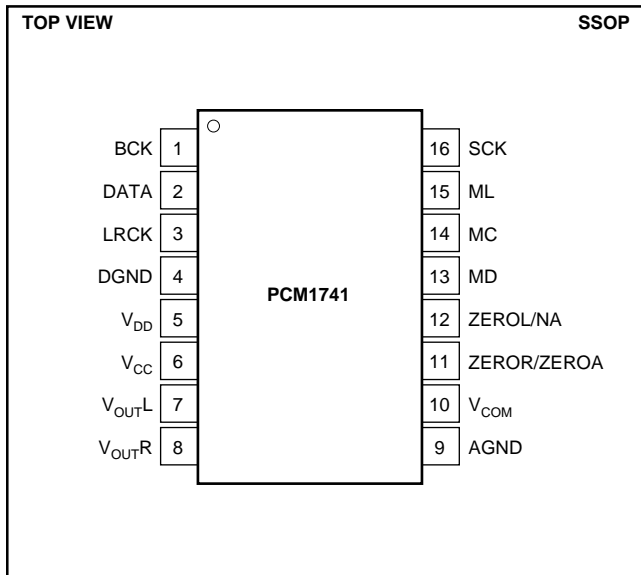 TOP VIEW SSOP
BCK 1 16 SCK
DATA 2 15 ML
LRCK 3 14 MC
DGND 4 13 MD
PCM1741
VDD 5 12 ZEROL/NA
VCC 6 11 ZEROR/ZEROA
VOUTL 7 10 VCOM
VOUTR 8 9 AGND